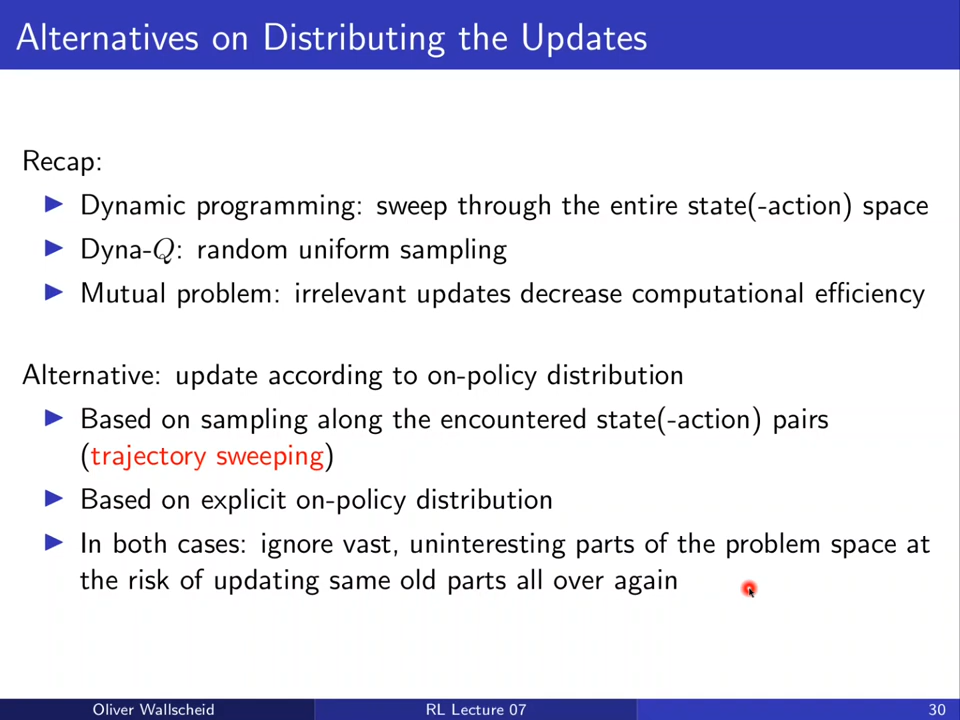 Alternatives on Distributing the Updates
Recap:
Dynamic programming: sweep through the entire state(-action) space
Dyna-Q: random uniform sampling
Mutual problem: irrelevant updates decrease computational efficiency
Alternative: update according to on-policy distribution
Based on sampling along the encountered state(-action) pairs
(trajectory sweeping)
Based on explicit on-policy distribution
In both cases: ignore vast, uninteresting parts of the problem space at
the risk of updating same old parts all over again
Oliver Wallscheid RL Lecture 07 30